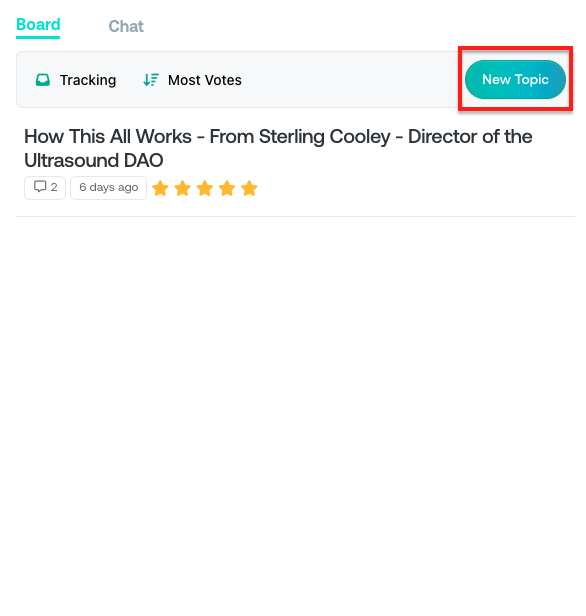 Board Chat
Tracking Most Votes New Topic
How This All Works - From Sterling Cooley - Director of the
Ultrasound DAO
2 6 days ago